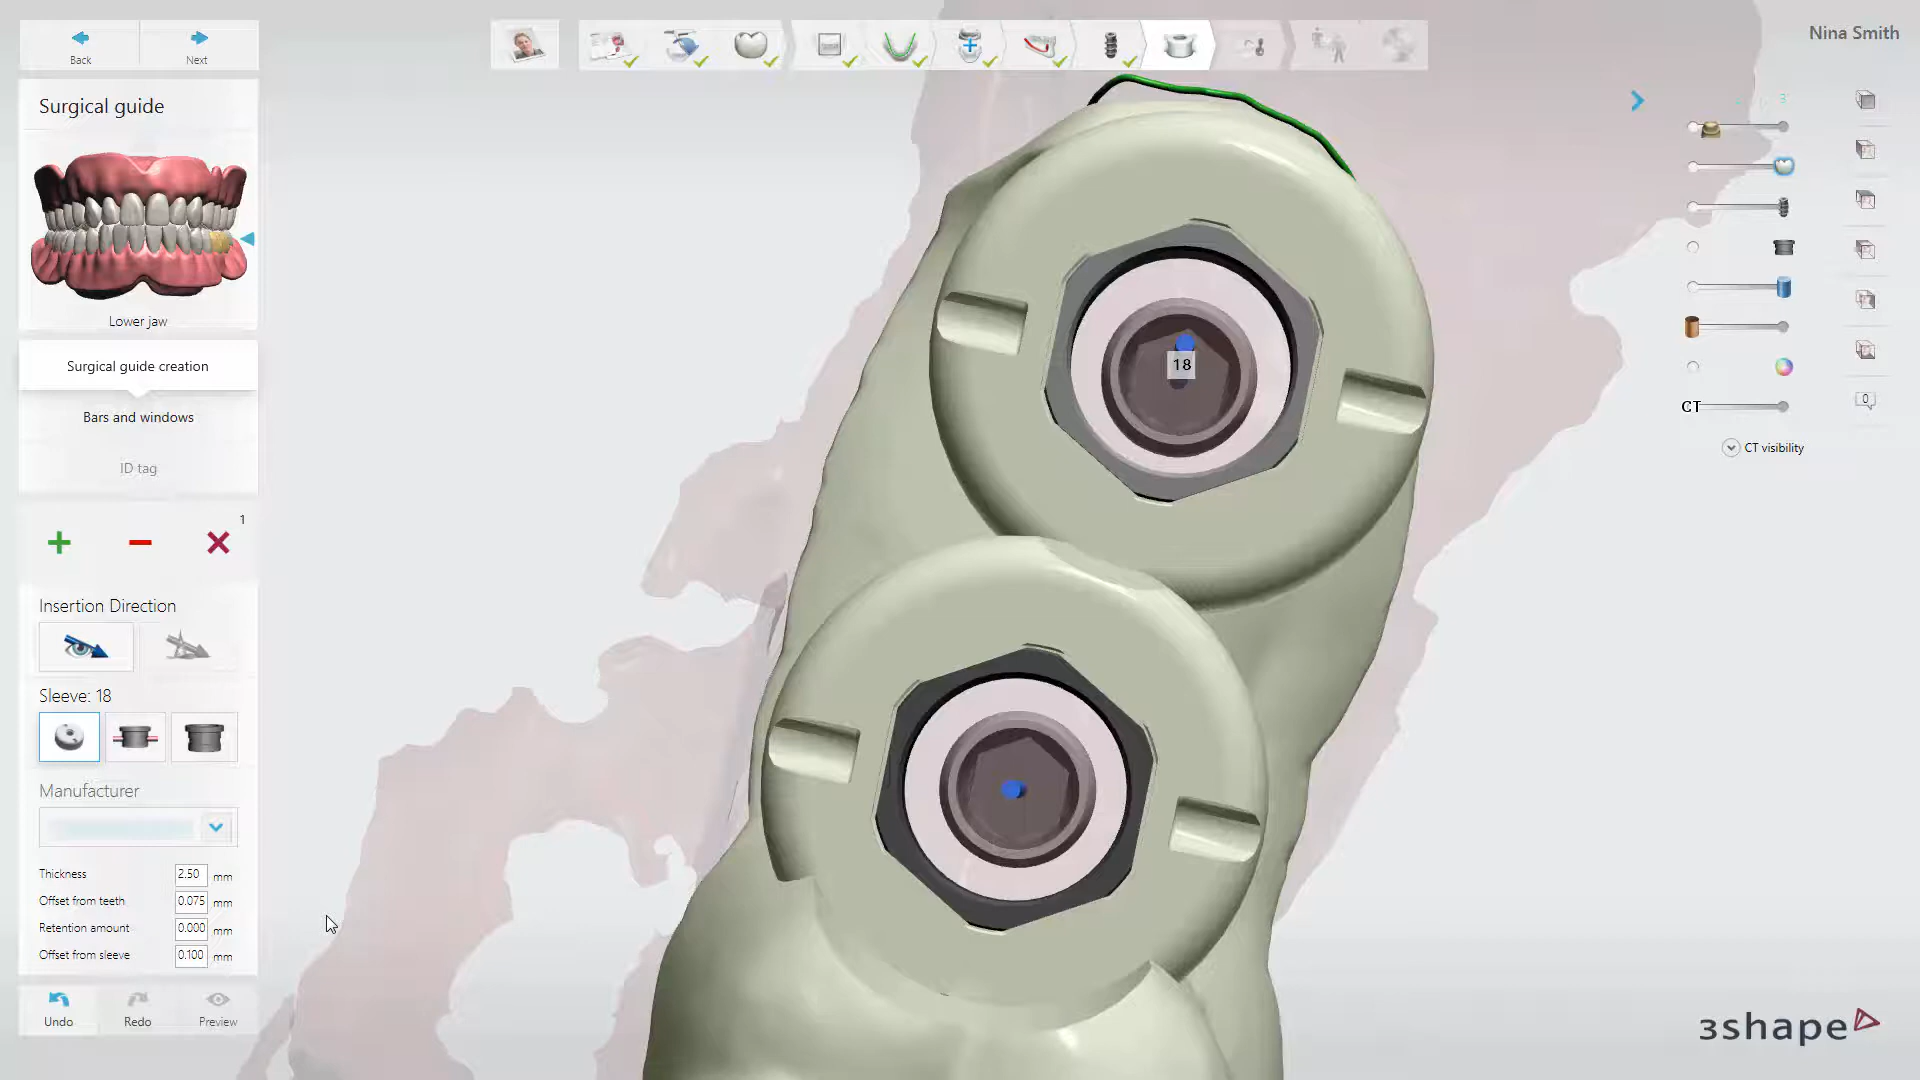 Back
Next
Nina Smith
Surgical guide
Lower jaw
Surgical guide creation
Bars and windows
ID tag
1
Insertion Direction
Sleeve: 18
Manufacturer
Thickness 2.50 mm
Offset from teeth 0.075 mm
Retention amount 0.000 mm
Offset from sleeve 0.100 mm
Undo
Redo
Preview
18
CT
CT visibility
0
3shape